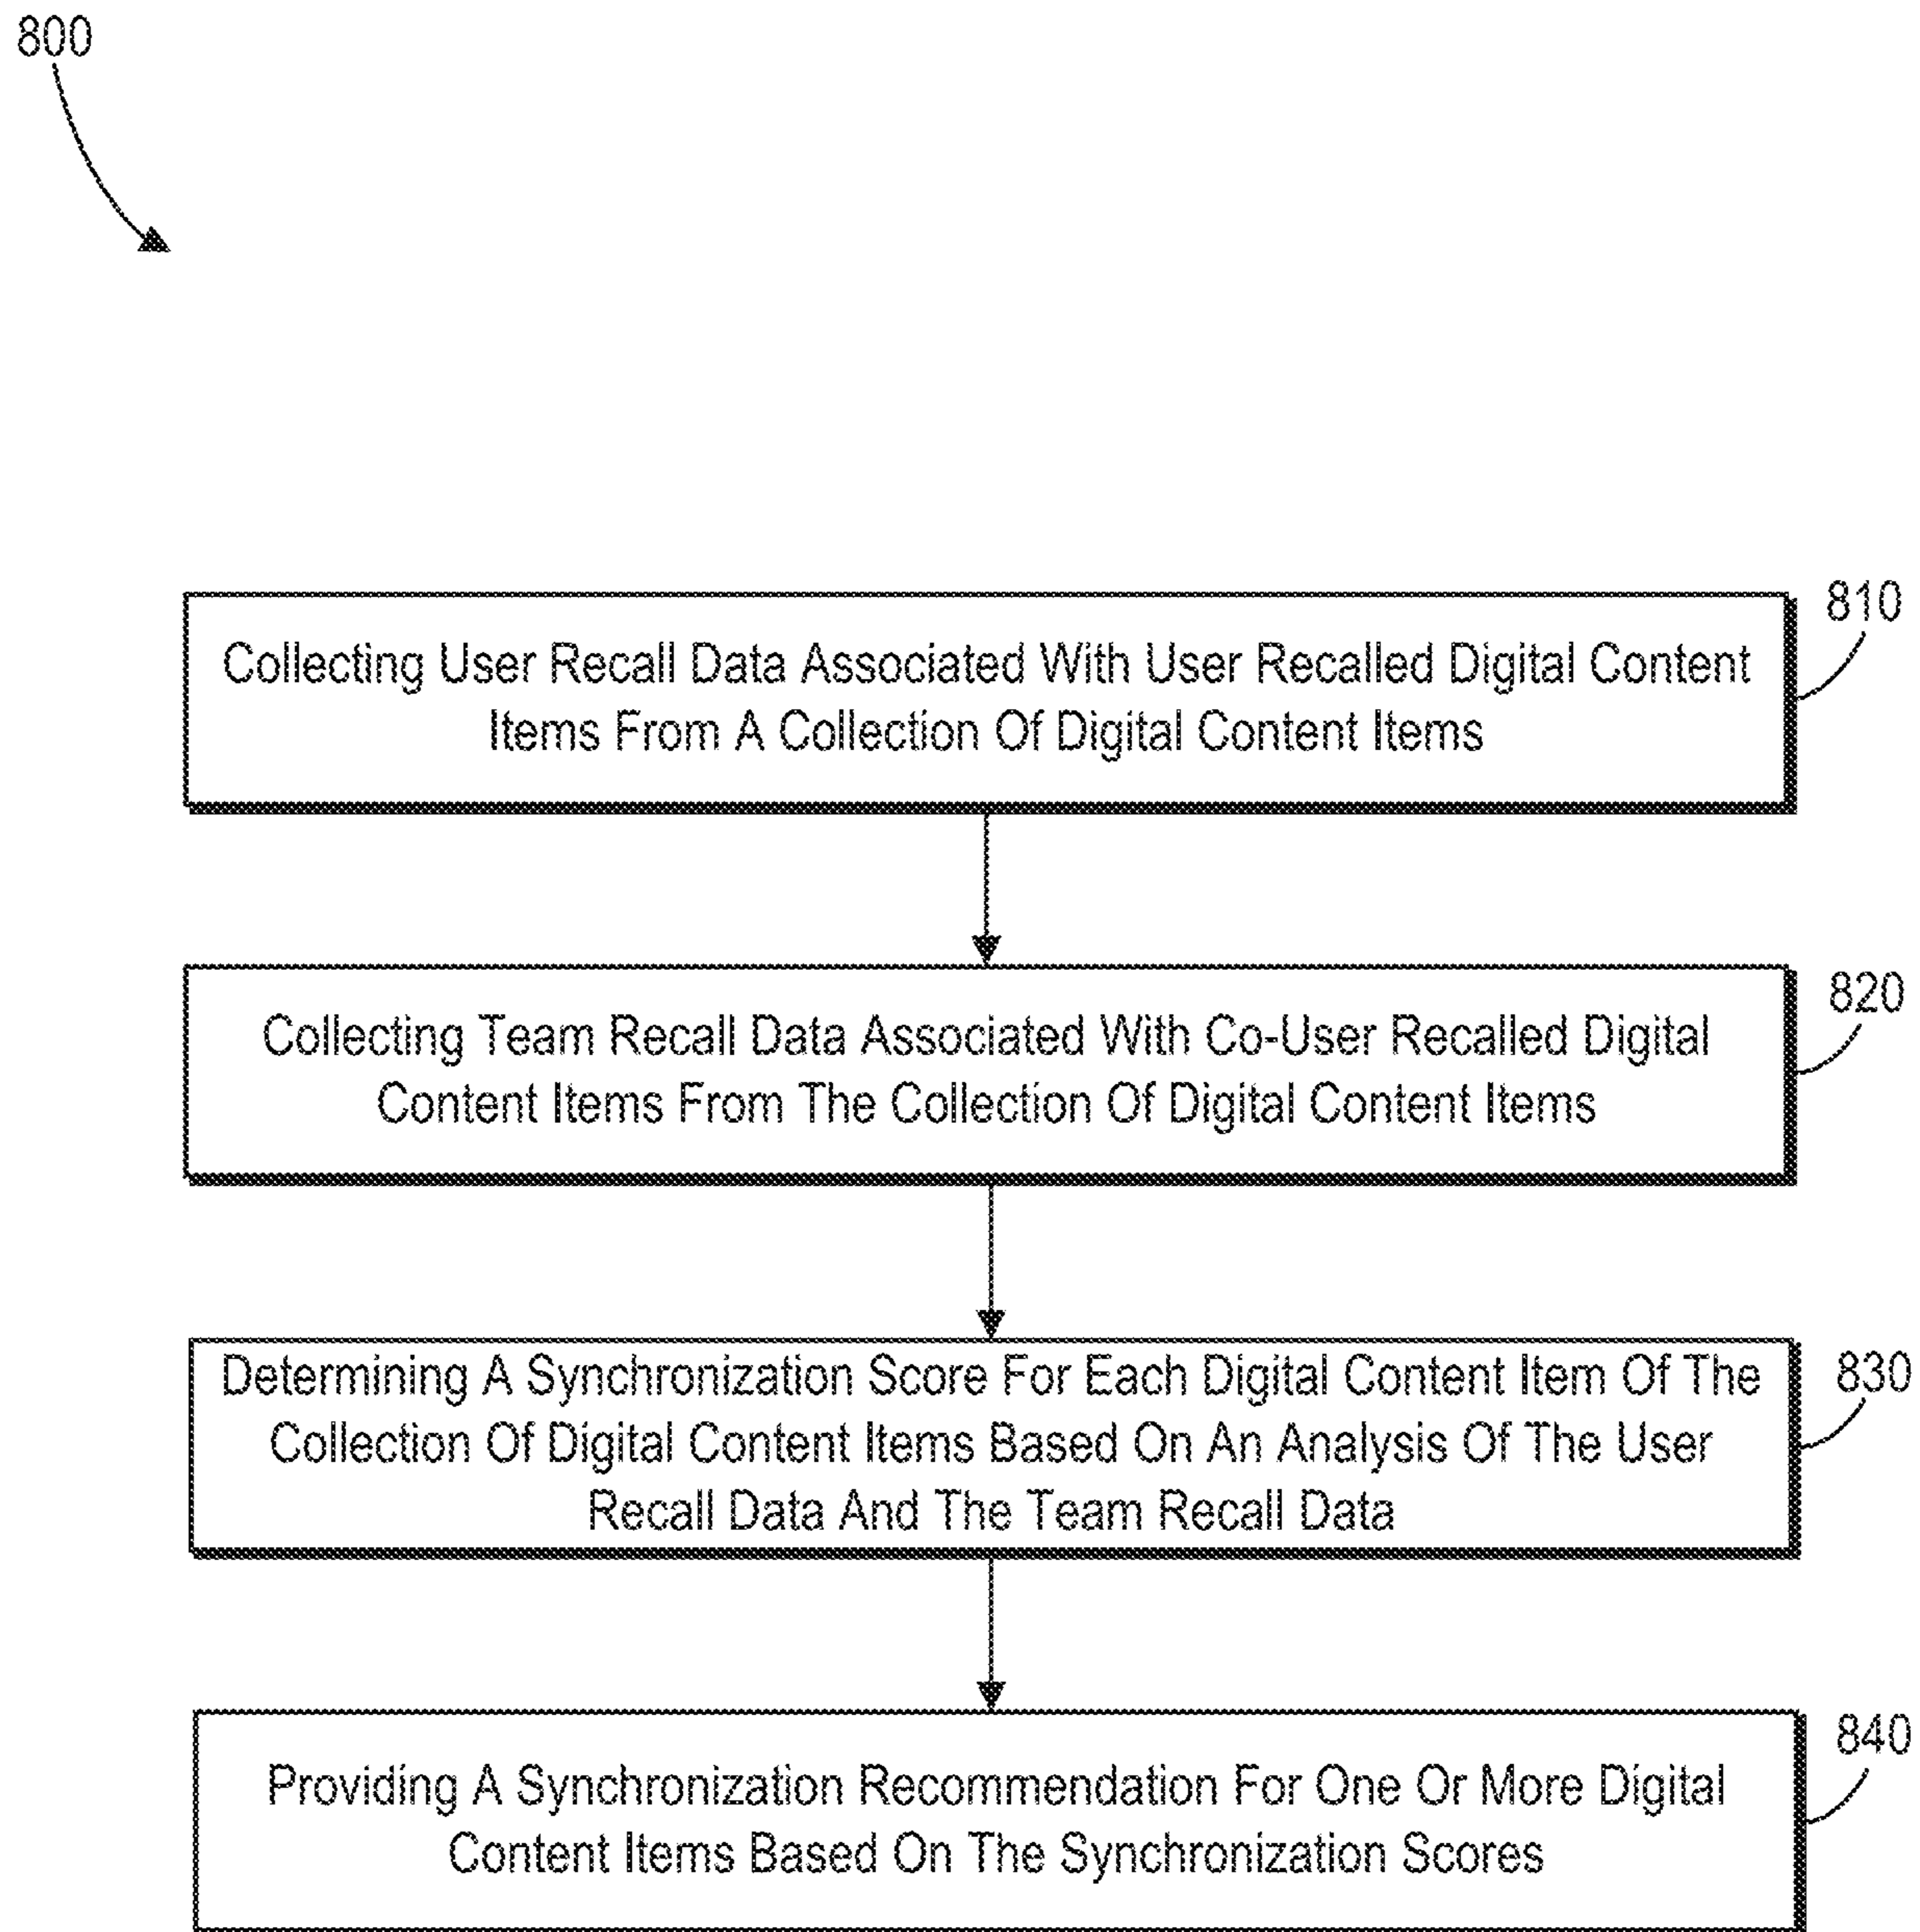 800
810
Collecting User Recall Data Associated With User Recalled Digital Content
Items From A Collection Of Digital Content Items
820
Collecting Team Recall Data Associated With Co-User Recalled Digital
Content Items From The Collection Of Digital Content Items
830
Determining A Synchronization Score For Each Digital Content Item Of The
Collection Of Digital Content Items Based On An Analysis Of The User
Recall Data And The Team Recall Data
840
Providing A Synchronization Recommendation For One Or More Digital
Content Items Based On The Synchronization Scores